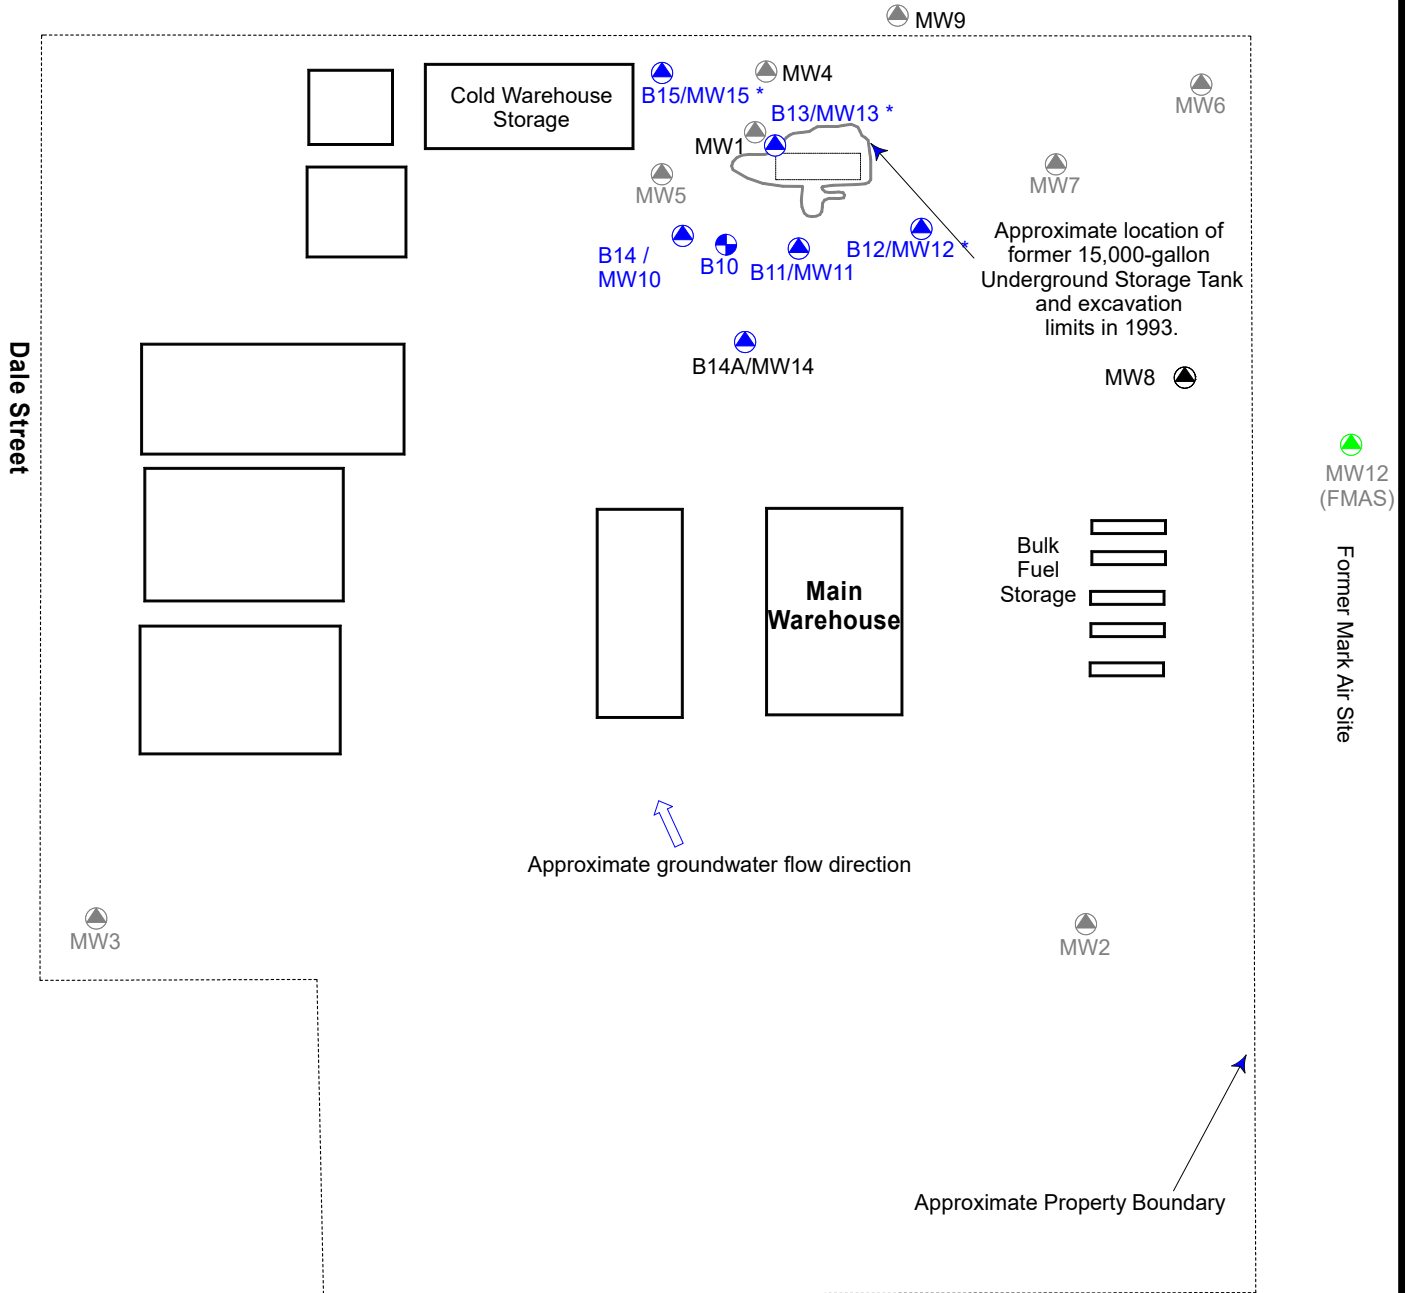 MW9
Cold Warehouse
Storage
B15/MW15 *
MW4
B13/MW13 *
MW6
MW1
MW5
MW7
Approximate location of
former 15,000-gallon
Underground Storage Tank
and excavation
limits in 1993.
B14 /
MW10
B10
B11/MW11
B12/MW12 *
B14A/MW14
MW8
Dale Street
MW12
(FMAS)
Former Mark Air Site
Bulk
Fuel
Storage
Main
Warehouse
Approximate groundwater flow direction
MW3
MW2
Approximate Property Boundary